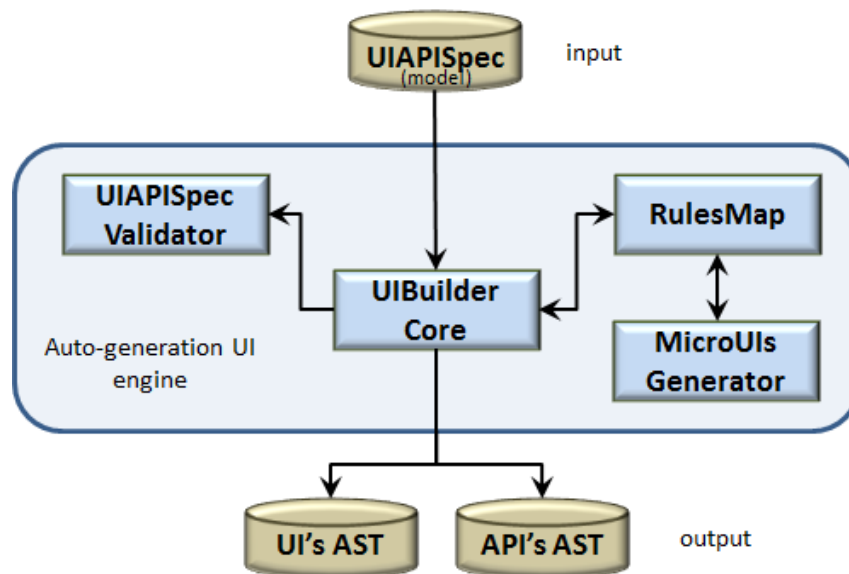 UIAPISpec
(model)
input
UIAPISpec
Validator
RulesMap
UIBuilder
Core
Auto-generation UI
engine
MicroUIs
Generator
UI's AST
API's AST
output